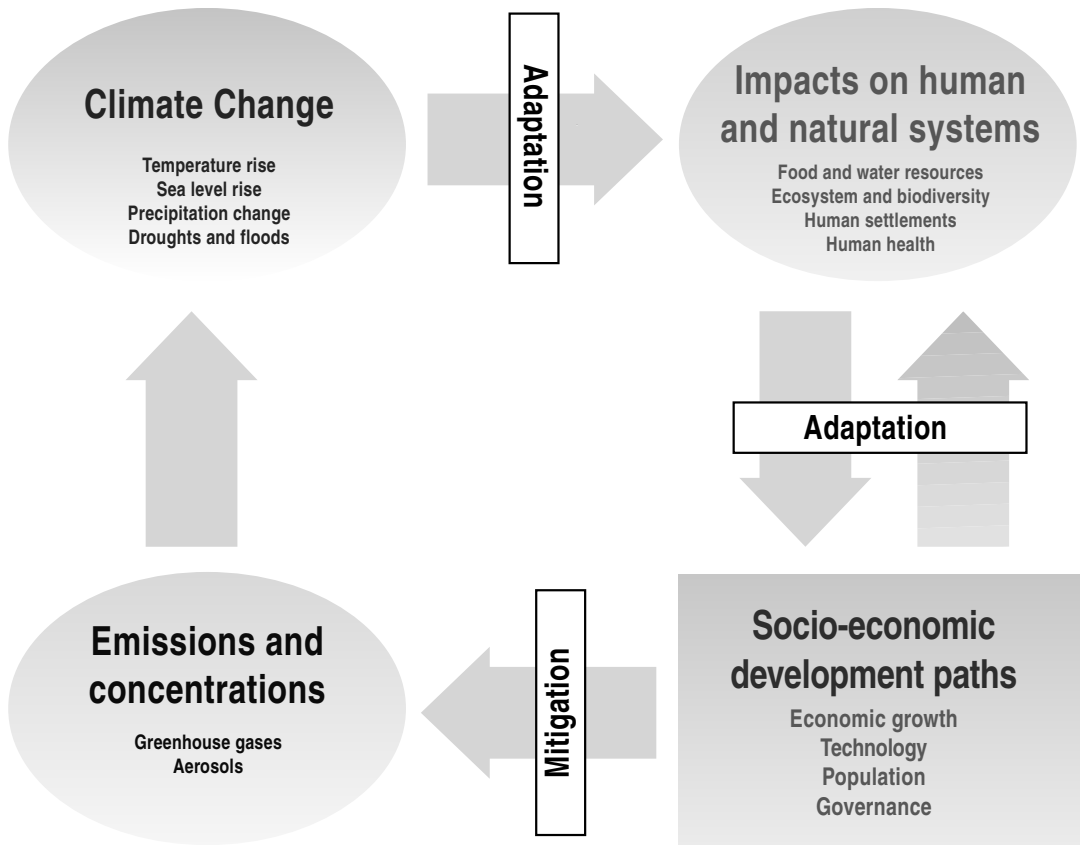 Climate Change
Temperature rise
Sea level rise
Precipitation change
Droughts and floods
Adaptation
Impacts on human
and natural systems
Food and water resources
Ecosystem and biodiversity
Human settlements
Human health
Adaptation
Emissions and
concentrations
Greenhouse gases
Aerosols
Mitigation
Socio-economic
development paths
Economic growth
Technology
Population
Governance